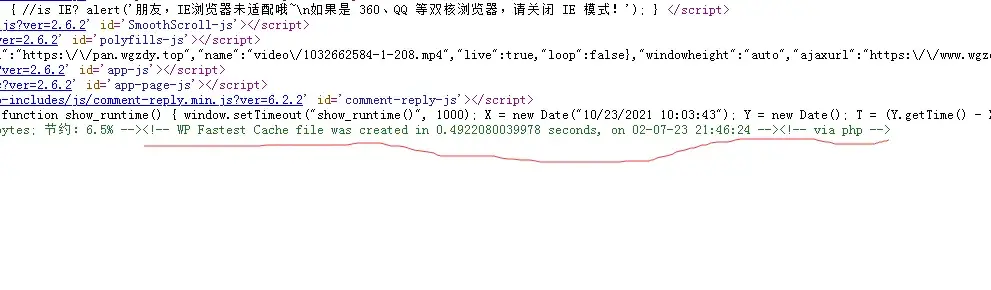 { //is IE? alert('朋友，IE浏览器未适配哦~\n如果是 360、QQ 等双核浏览器，请关闭 IE 模式！'); } </script>
js?ver=2.6.2' id='SmoothScroll-js'></script>
=2.6.2' id='polyfills-js'></script>
":"https:\/\/pan.wgzdy.top","name":"video\/1032662584-1-208.mp4","live":true,"loop":false},"windowheight":"auto","ajaxurl":"https:\/\/www.wgzd
?ver=2.6.2' id='app-js'></script>
?ver=2.6.2' id='app-page-js'></script>
-includes/js/comment-reply.min.js?ver=6.2.2' id='comment-reply-js'></script>
function show_runtime() { window.setTimeout("show_runtime()", 1000); X = new Date("10/23/2021 10:03:43"); Y = new Date(); T = (Y.getTime() - X
bytes; 节约：6.5% --><!-- WP Fastest Cache file was created in 0.4922080039978 seconds, on 02-07-23 21:46:24 --><!-- via php -->